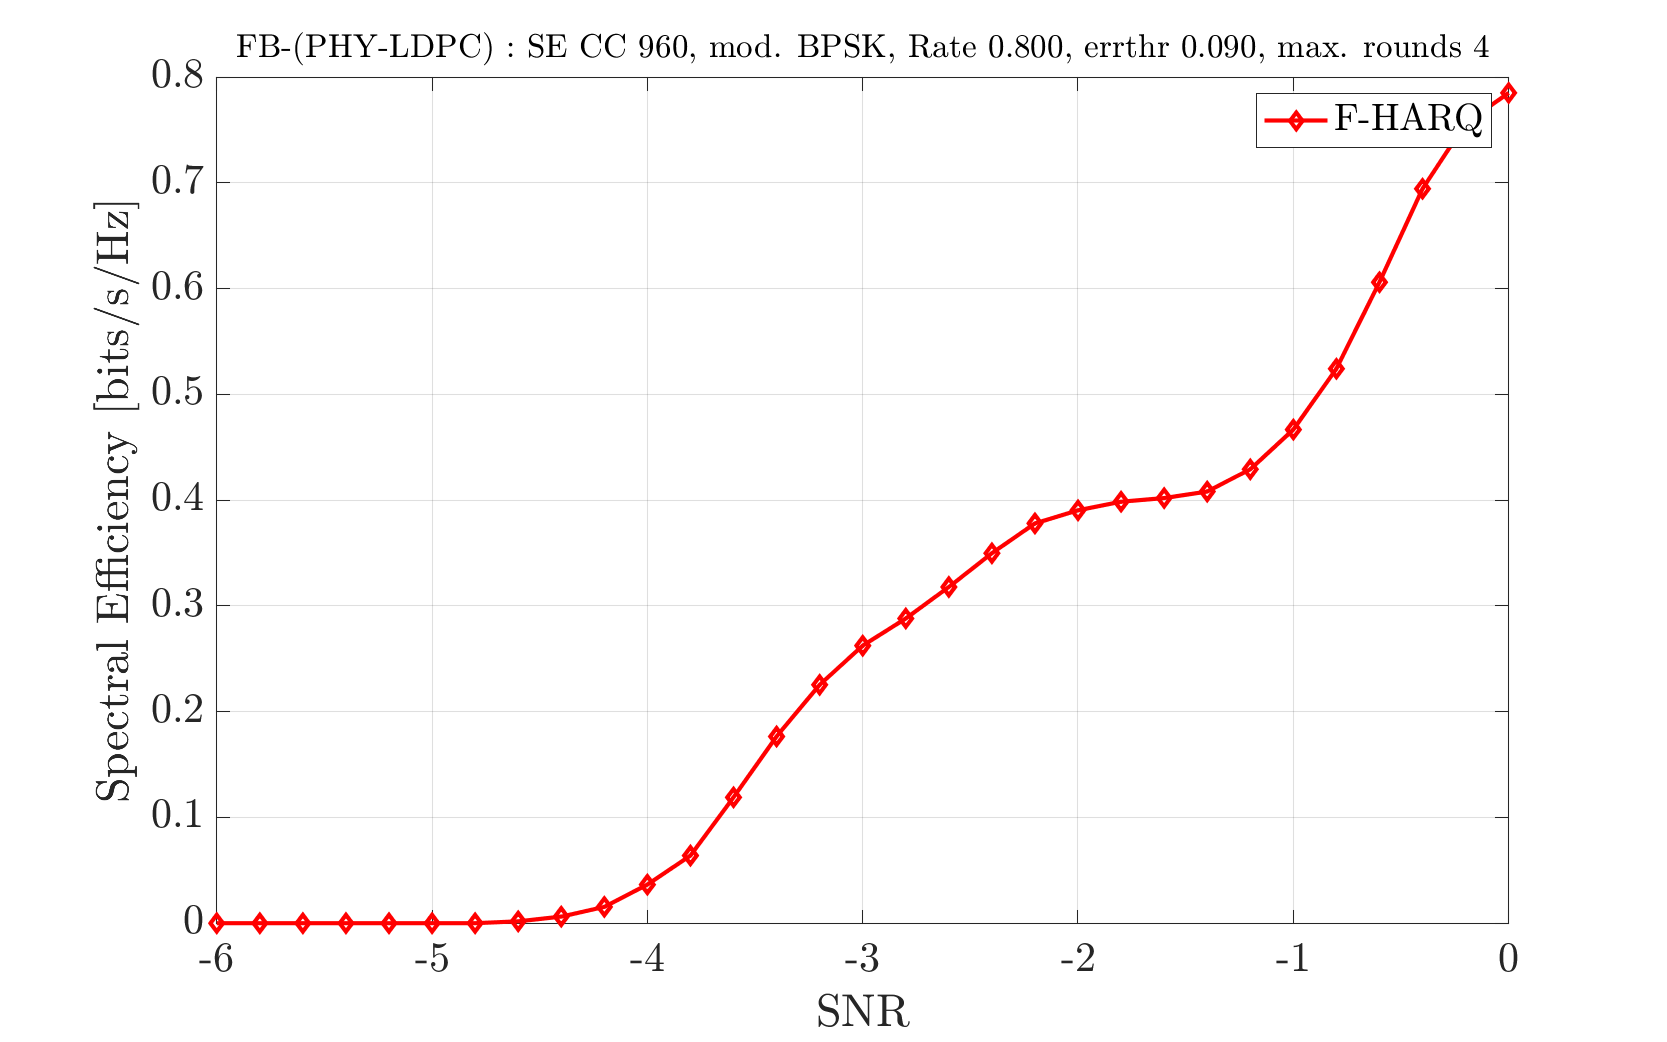 FB-(PHY-LDPC) : SE CC 960, mod. BPSK, Rate 0.800, errthr 0.090, max. rounds 4
F-HARQ
Spectral Efficiency [bits/s/Hz]
0.8
0.7
0.6
0.5
0.4
0.3
0.2
0.1
0
-6 -5 -4 -3 -2 -1 0
SNR